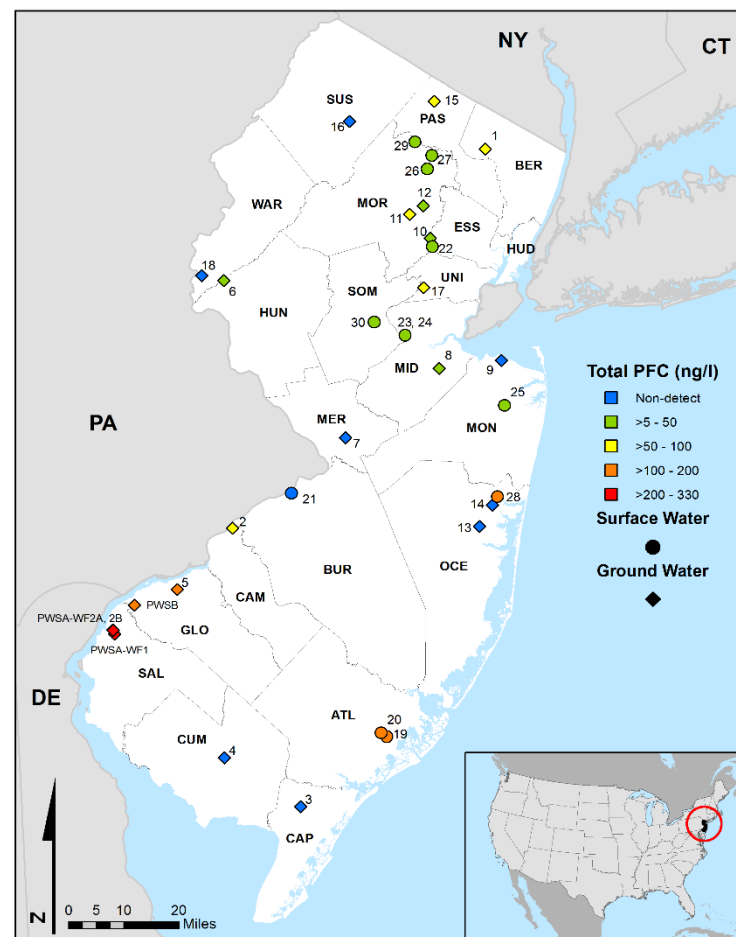 NY
CT
SUS
15
PAS
16
1
29
27
BER
26
12
WAR
MOR
11
ESS
10
22
HUD
18
UNI
6
17
SOM
HUN
30
23, 24
8
9
MID
Total PFC (ng/l)
Non-detect
>5 - 50
>50 - 100
>100 - 200
>200 - 330
Surface Water
Ground Water
25
MER
MON
PA
7
21
28
14
2
13
OCE
BUR
5
CAM
PWSB
PWSA-WF2A, 2B
GLO
PWSA-WF1
SAL
DE
ATL
20
19
CUM
4
3
CAP
N
0 5 10 20
Miles